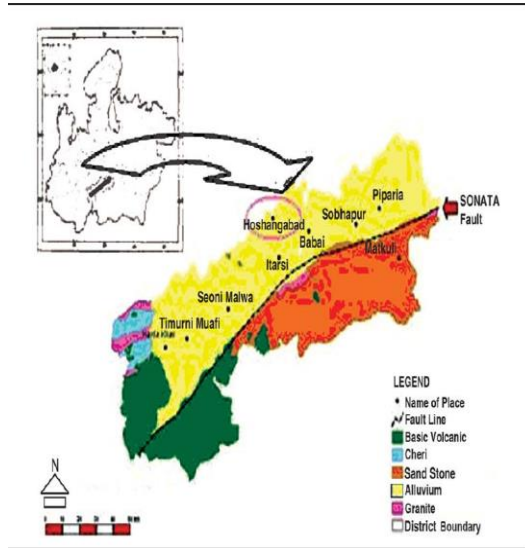 Piparia
SONATA
Fault
Sobhapur
Hoshangabad
Babai
Matkuli
Itarsi
Seoni Malwa
Timurni Muafi
LEGEND
Name of Place
Fault Line
Basic Volcanic
Cheri
Sand Stone
Alluvium
Granite
District Boundary
N